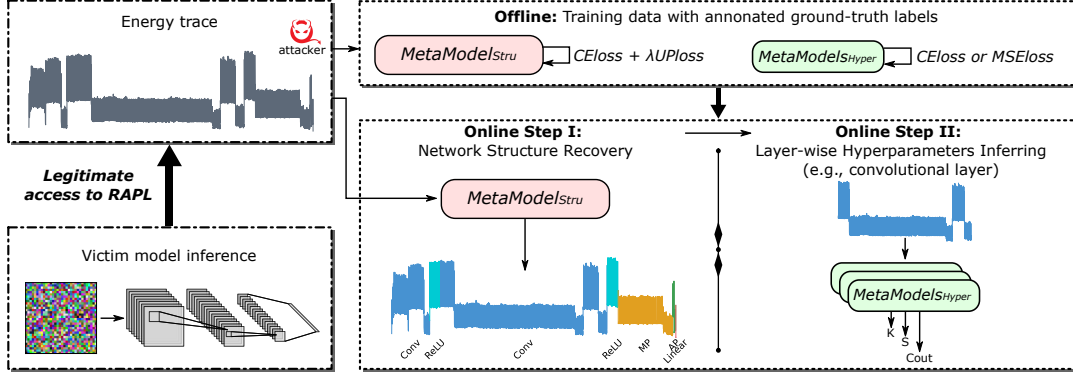 Energy trace
attacker
Offline: Training data with annonated ground-truth labels
MetaModelStru
CEloss + λUPloss
MetaModelsHyper
CEloss or MSEloss
Legitimate
access to RAPL
Victim model inference
Online Step I:
Network Structure Recovery
MetaModelStru
Conv
ReLU
Conv
ReLU
MP
AP
Linear
Online Step II:
Layer-wise Hyperparameters Inferring
(e.g., convolutional layer)
MetaModelsHyper
K
S
Cout